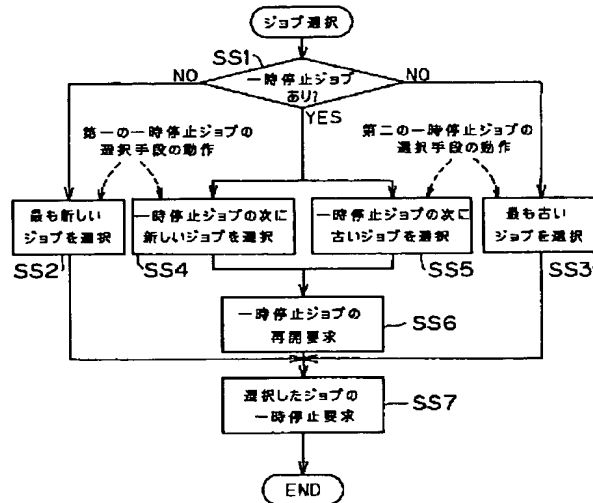 ジョブ選択
SS1
一時停止ジョブ
あり?
NO
NO
YES
第一の一時停止ジョブの
選択手段の動作
第二の一時停止ジョブの
選択手段の動作
最も新しい
ジョブを選択
一時停止ジョブの次に
新しいジョブを選択
一時停止ジョブの次に
古いジョブを選択
最も古い
ジョブを選択
SS2
SS4
SS5
SS3
一時停止ジョブの
再開要求
SS6
選択したジョブの
一時停止要求
SS7
END